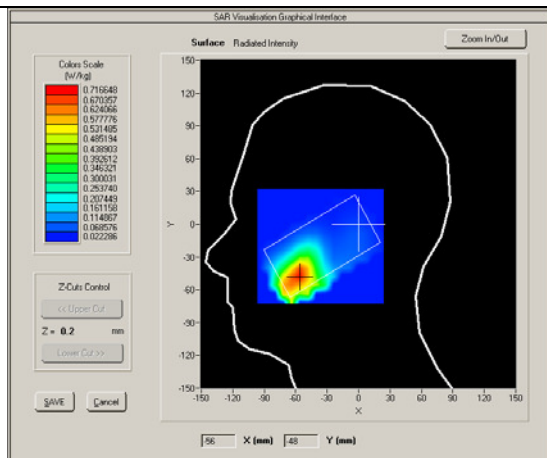 SAR Visualisation Graphical Interface
Surface Radiated Intensity
Zoom In/Out
Colors Scale
(W/kg)
0.716648
0.670357
0.624066
0.577776
0.531485
0.485194
0.438903
0.392612
0.346321
0.300031
0.253740
0.207449
0.161158
0.114867
0.068576
0.022286
Z-Cuts Control
<< Upper Cut
Z = 0.2 mm
Lower Cut >>
SAVE Cancel
150
120
90
60
30
0
-30
-60
-90
-120
-150
Y
-150 -120 -90 -60 -30 0 30 60 90 120 150
X
-56 X (mm) -48 Y (mm)